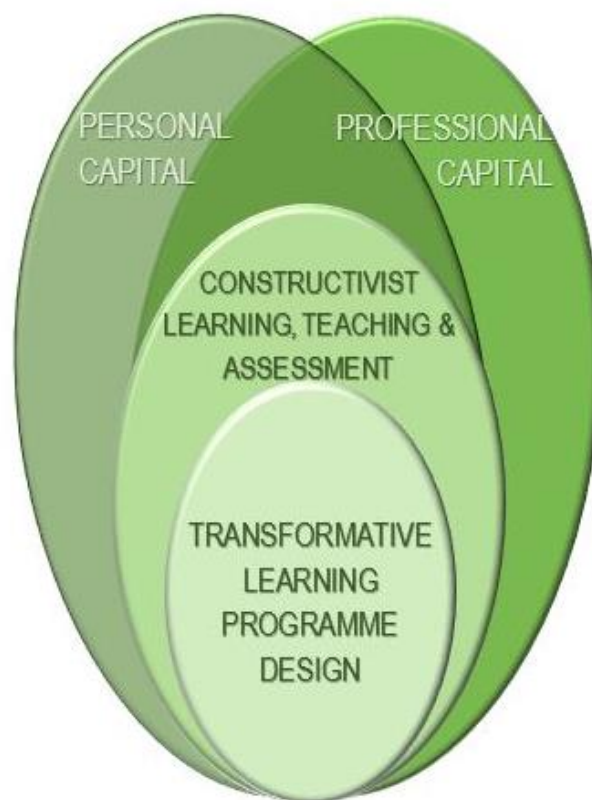 PERSONAL
CAPITAL
PROFESSIONAL
CAPITAL
CONSTRUCTIVIST
LEARNING, TEACHING &
ASSESSMENT
TRANSFORMATIVE
LEARNING
PROGRAMME
DESIGN